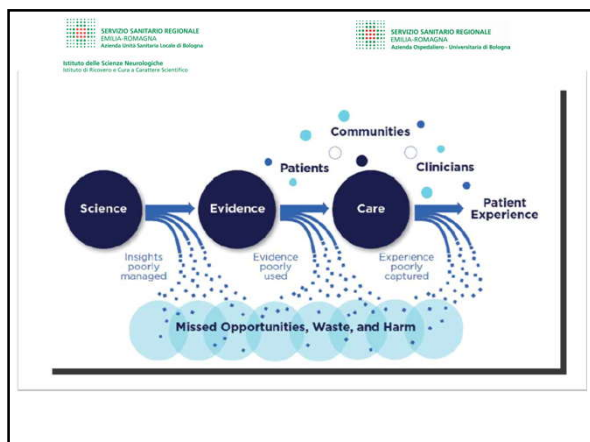 SERVIZIO SANITARIO REGIONALE
EMILIA-ROMAGNA
Azienda Unità Sanitaria Locale di Bologna
Istituto delle Scienze Neurologiche
Istituto di Ricovero e Cura a Carattere Scientifico
SERVIZIO SANITARIO REGIONALE
EMILIA-ROMAGNA
Azienda Ospedaliero - Universitaria di Bologna
Communities
Patients
Clinicians
Science
Evidence
Care
Patient
Experience
Insights
poorly
managed
Evidence
poorly
used
Experience
poorly
captured
Missed Opportunities, Waste, and Harm